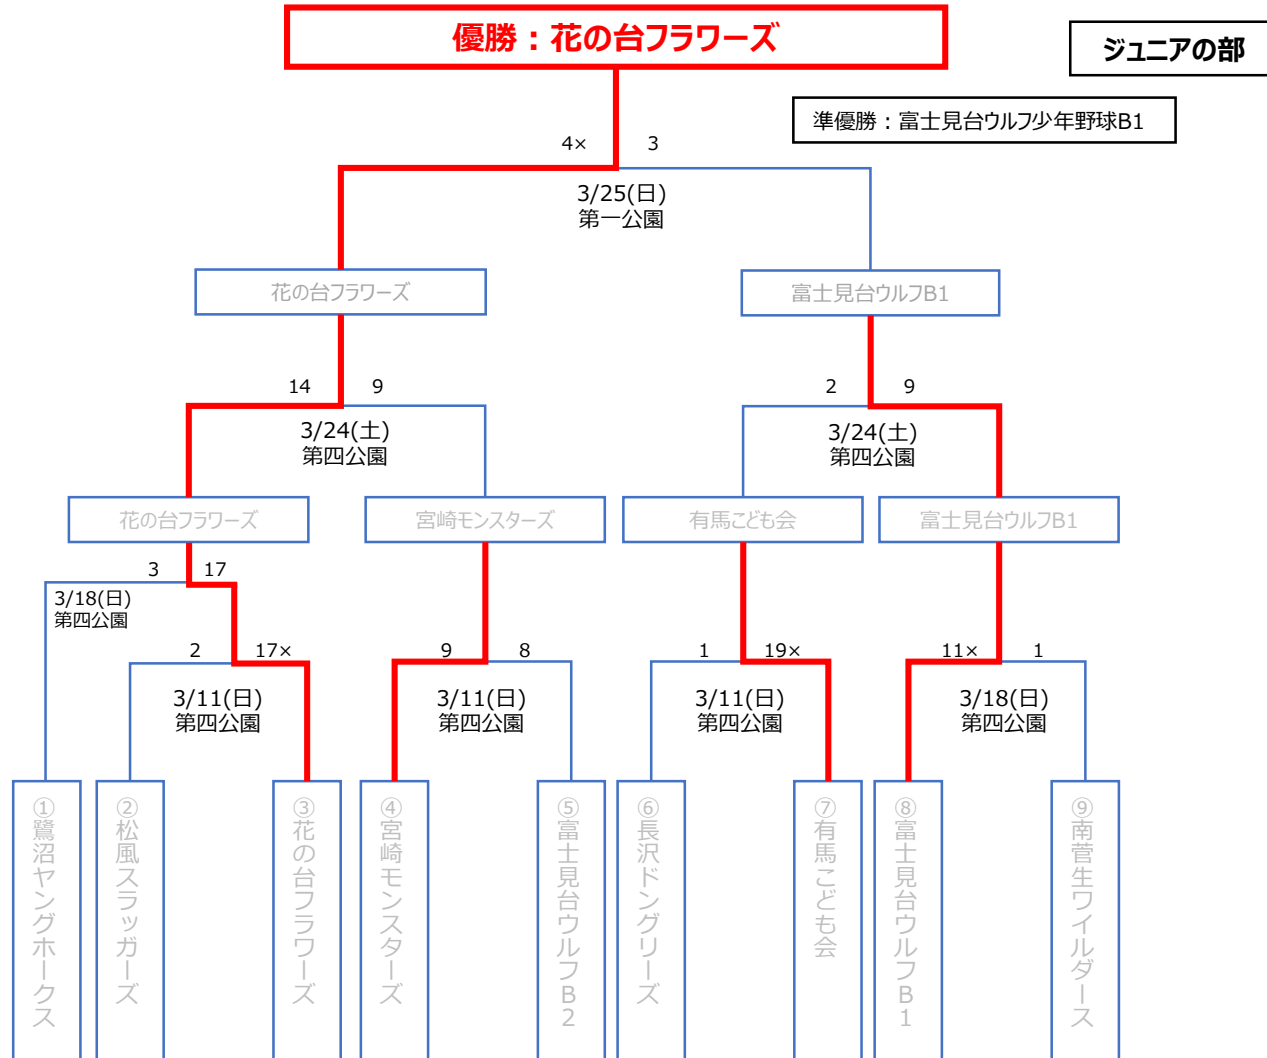 優勝：花の台フラワーズ
ジュニアの部
準優勝：富士見台ウルフ少年野球B1
4× 3
3/25(日)
第一公園
花の台フラワーズ
富士見台ウルフB1
14 9
3/24(土)
第四公園
2 9
3/24(土)
第四公園
花の台フラワーズ
宮崎モンスターズ
有馬こども会
富士見台ウルフB1
3 17
3/18(日)
第四公園
2 17×
3/11(日)
第四公園
9 8
3/11(日)
第四公園
1 19×
3/11(日)
第四公園
11× 1
3/18(日)
第四公園
①鷺沼ヤングホークス
②松風スラッガーズ
③花の台フラワーズ
④宮崎モンスターズ
⑤富士見台ウルフB2
⑥長沢ドングリーズ
⑦有馬こども会
⑧富士見台ウルフB1
⑨南菅生ワイルダース